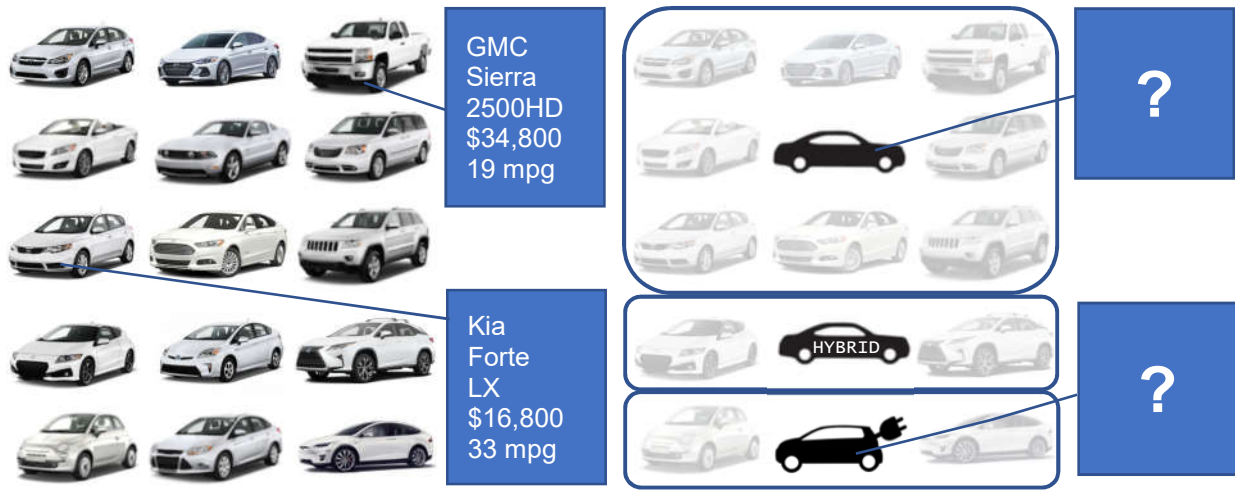 GMC
Sierra
2500HD
$34,800
19 mpg
?
Kia
Forte
LX
$16,800
33 mpg
HYBRID
?